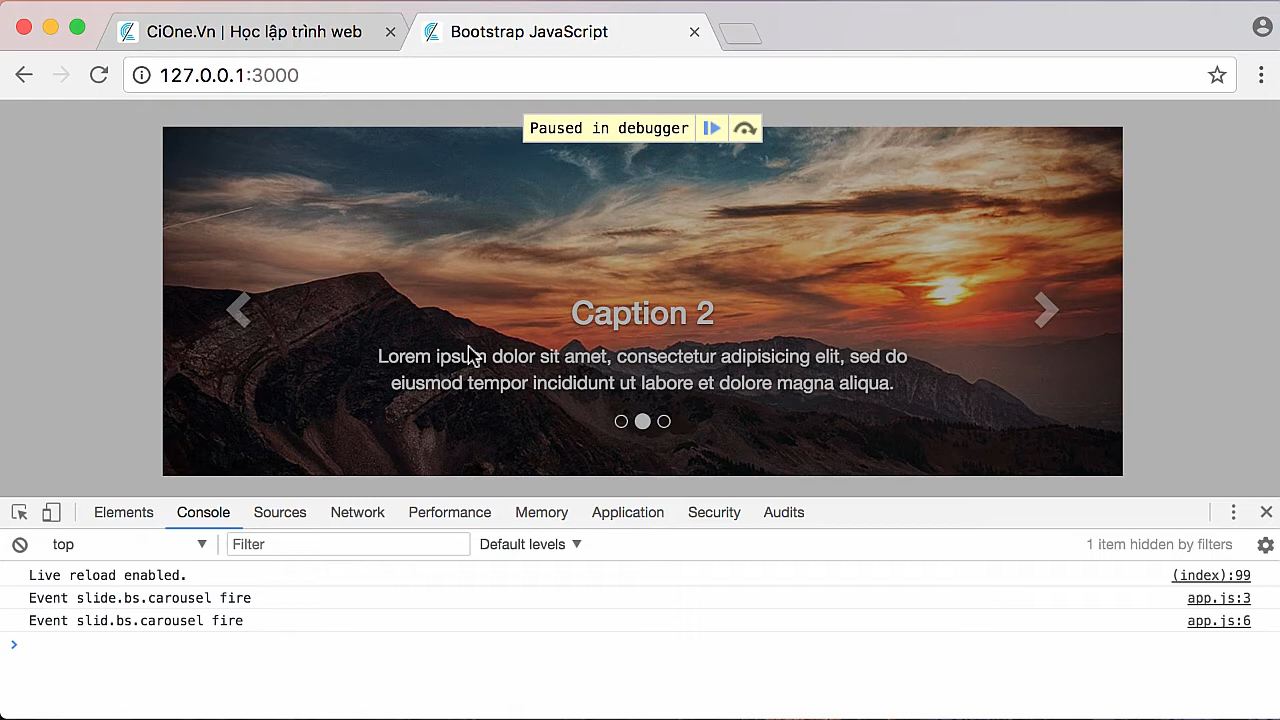 CiOne.Vn | Học lập trình web
Bootstrap JavaScript
127.0.0.1:3000
Paused in debugger
Caption 2
Lorem ipsum dolor sit amet, consectetur adipisicing elit, sed do
eiusmod tempor incididunt ut labore et dolore magna aliqua.
Elements Console Sources Network Performance Memory Application Security Audits
top Filter Default levels 1 item hidden by filters
Live reload enabled. (index):99
Event slide.bs.carousel fire app.js:3
Event slid.bs.carousel fire app.js:6